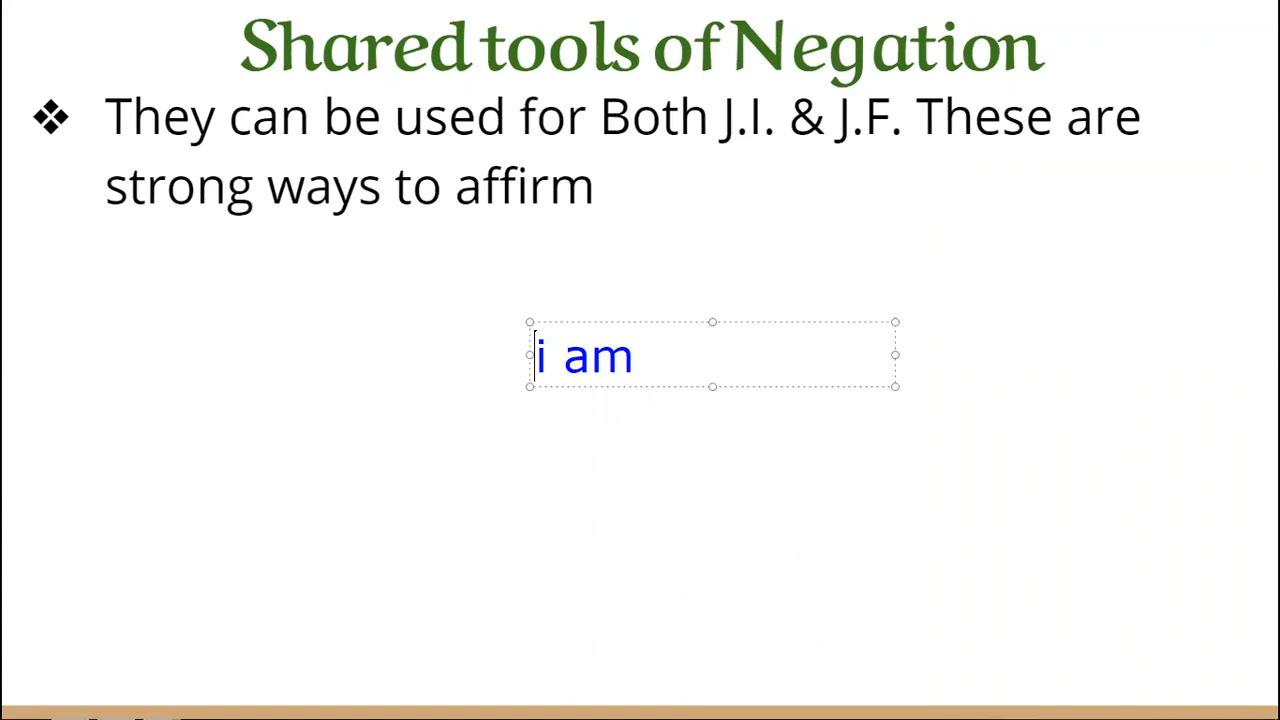 Shared tools of Negation
❖ They can be used for Both J.I. & J.F. These are
strong ways to affirm
i am